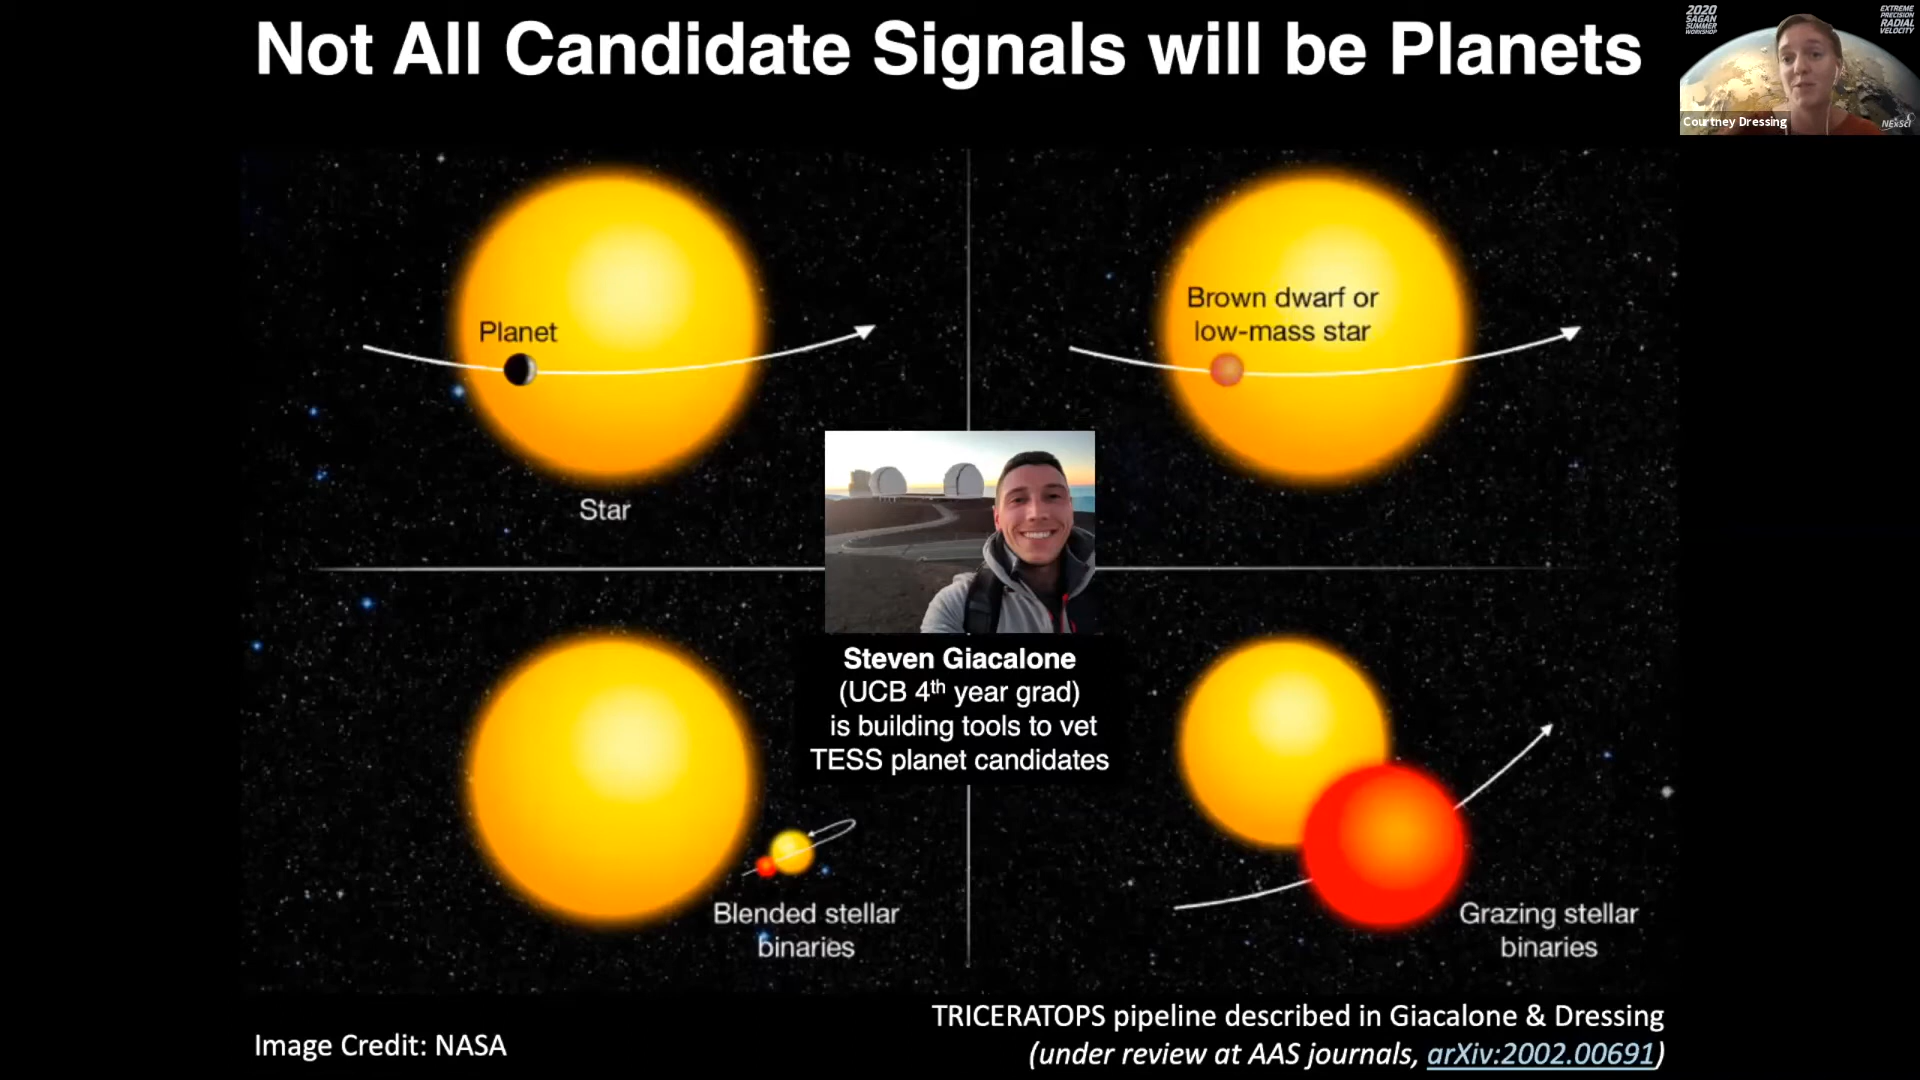 Not All Candidate Signals will be Planets
2020
SAGAN
SUMMER
WORKSHOP
EXTREME
PRECISION
RADIAL
VELOCITY
Courtney Dressing
NExScI
Planet
Star
Brown dwarf or
low-mass star
Steven Giacalone
(UCB 4th year grad)
is building tools to vet
TESS planet candidates
Blended stellar
binaries
Grazing stellar
binaries
Image Credit: NASA
TRICERATOPS pipeline described in Giacalone & Dressing
(under review at AAS journals, arXiv:2002.00691)